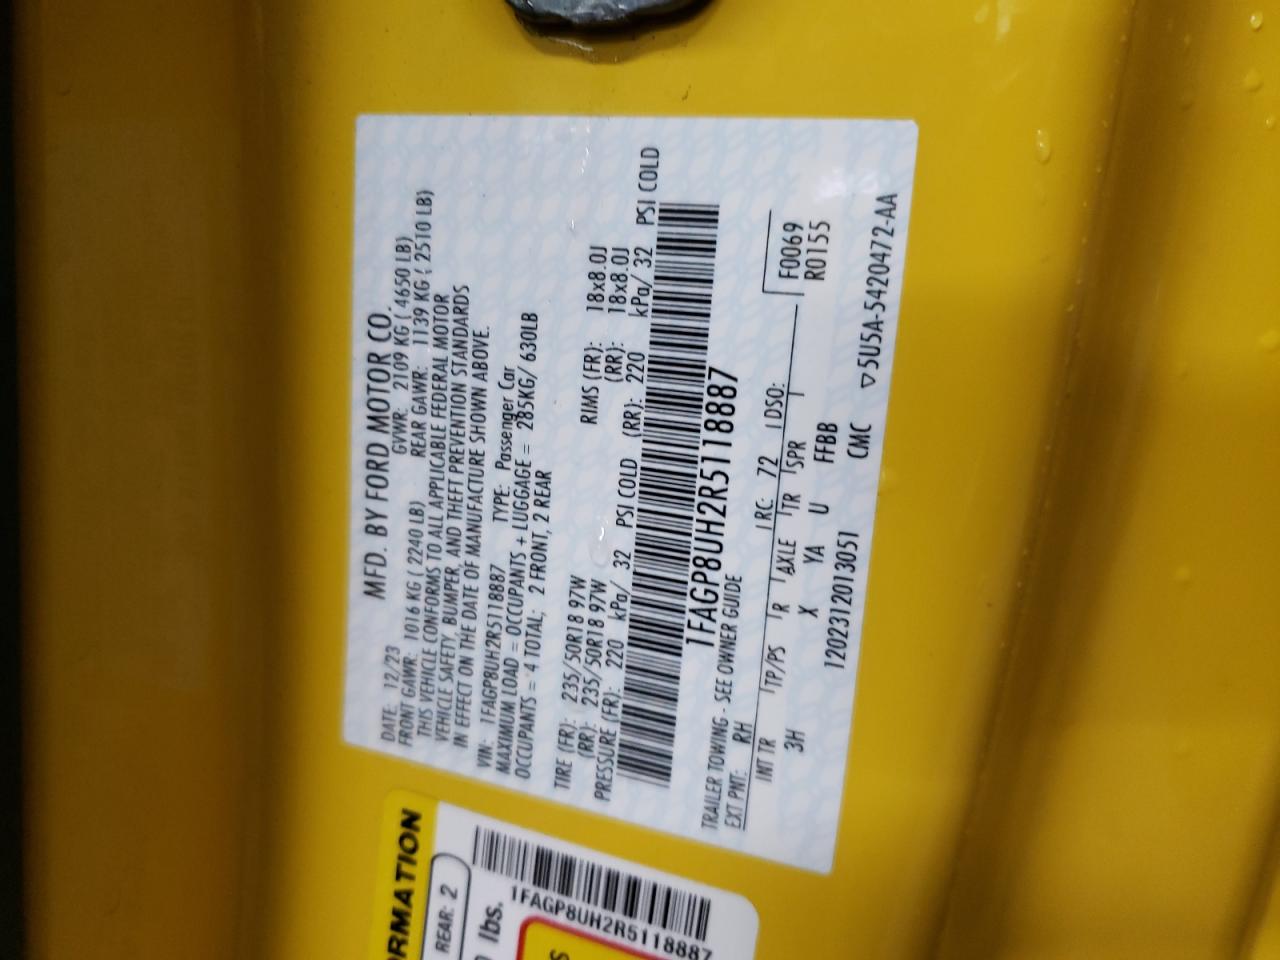 MFD. BY FORD MOTOR CO.
DATE: 12/23 GVWR: 2109 KG ( 4650 LB)
FRONT GAWR: 1016 KG ( 2240 LB) REAR GAWR: 1139 KG ( 2510 LB)
THIS VEHICLE CONFORMS TO ALL APPLICABLE FEDERAL MOTOR
VEHICLE SAFETY, BUMPER, AND THEFT PREVENTION STANDARDS
IN EFFECT ON THE DATE OF MANUFACTURE SHOWN ABOVE.
VIN: 1FAGP8UH2R5118887 TYPE: Passenger Car
MAXIMUM LOAD = OCCUPANTS + LUGGAGE = 285KG/ 630LB
OCCUPANTS = 4 TOTAL; 2 FRONT, 2 REAR
TIRE (FR): 235/50R18 97W RIMS (FR): 18x8.0J
(RR): 235/50R18 97W (RR): 18x8.0J
PRESSURE (FR): 220 kPa/ 32 PSI COLD (RR): 220 kPa/ 32 PSI COLD
1FAGP8UH2R5118887
TRAILER TOWING - SEE OWNER GUIDE
EXT PNT: RH RC: 72 DSO: F0069
INT TR TP/PS R AXLE TR SPR R0155
3H X YA U FFBB
1202312013051 CMC ▽5U5A-5420472-AA
ORMATION
REAR: 2
lbs.
1FAGP8UH2R5118887